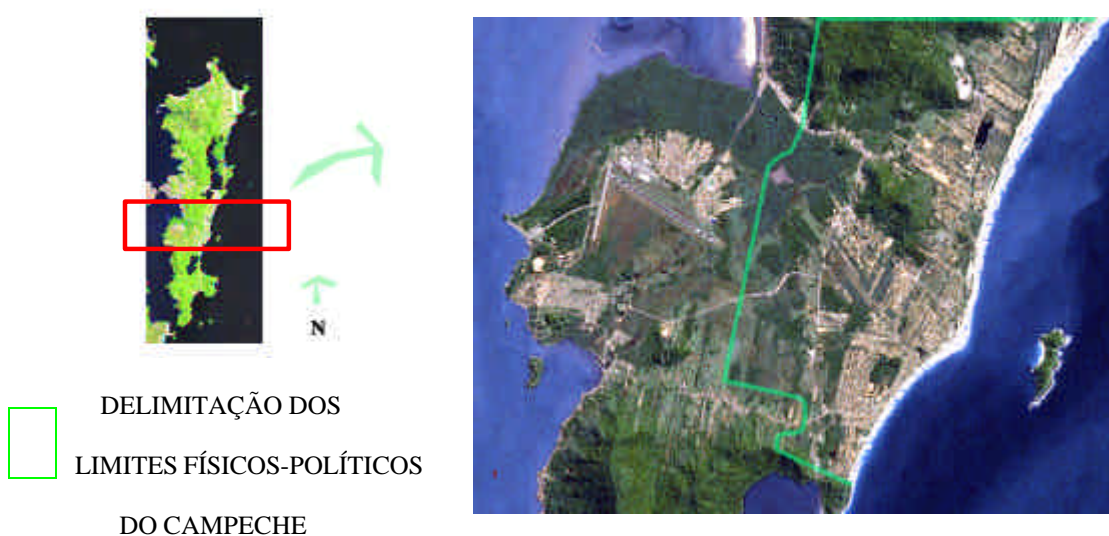 N
DELIMITAÇÃO DOS
LIMITES FÍSICOS-POLÍTICOS
DO CAMPECHE